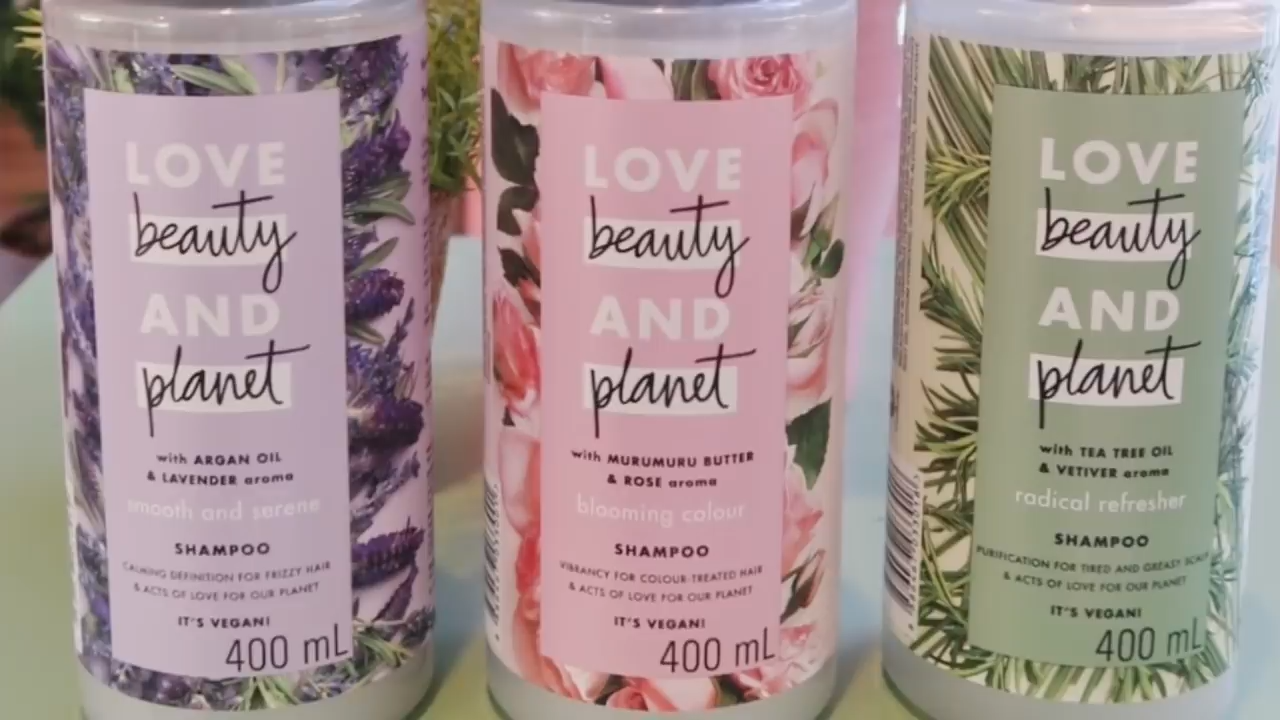 LOVE
beauty
AND
planet
with ARGAN OIL
& LAVENDER aroma
smooth and serene
SHAMPOO
CALMING DEFINITION FOR FRIZZY HAIR
& ACTS OF LOVE FOR OUR PLANET
IT'S VEGAN!
400 mL
LOVE
beauty
AND
planet
with MURUMURU BUTTER
& ROSE aroma
blooming colour
SHAMPOO
VIBRANCY FOR COLOUR-TREATED HAIR
& ACTS OF LOVE FOR OUR PLANET
IT'S VEGAN!
400 mL
LOVE
beauty
AND
planet
with TEA TREE OIL
& VETIVER aroma
radical refresher
SHAMPOO
PURIFICATION FOR TIRED AND GREASY SCALP
& ACTS OF LOVE FOR OUR PLANET
IT'S VEGAN!
400 mL